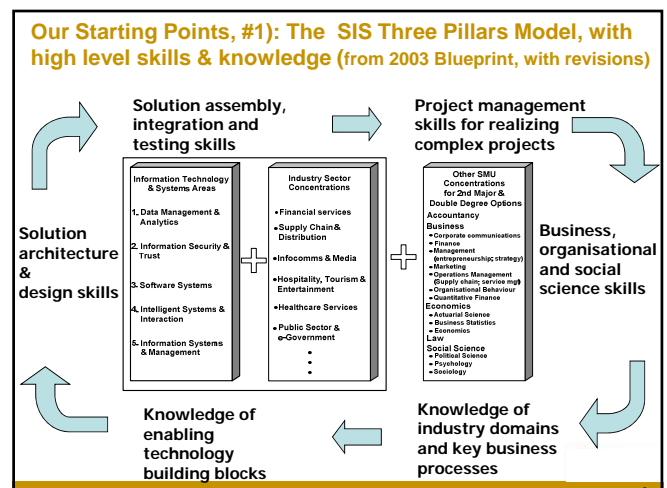 Our Starting Points, #1): The SIS Three Pillars Model, with
high level skills & knowledge (from 2003 Blueprint, with revisions)
Solution assembly,
integration and
testing skills
Project management
skills for realizing
complex projects
Solution
architecture
&
design skills
Information Technology
& Systems Areas
1. Data Management &
Analytics
2. Information Security &
Trust
3. Software Systems
4. Intelligent Systems &
Interaction
5. Information Systems
& Management
Industry Sector
Concentrations
• Financial services
• Supply Chain &
Distribution
• Infocomms & Media
• Hospitality, Tourism &
Entertainment
• Healthcare Services
• Public Sector &
e-Government
•
•
•
Other SMU
Concentrations
for 2nd Major &
Double Degree Options
Accountancy
Business
• Corporate communications
• Finance
• Management
(entrepreneurship; strategy)
• Marketing
• Operations Management
(Supply chain; service mgt)
• Organisational Behaviour
• Quantitative Finance
Economics
• Actuarial Science
• Business Statistics
• Economics
Law
Social Science
• Political Science
• Psychology
• Sociology
Business,
organisational
and social
science skills
Knowledge of
enabling
technology
building blocks
Knowledge of
industry domains
and key business
processes